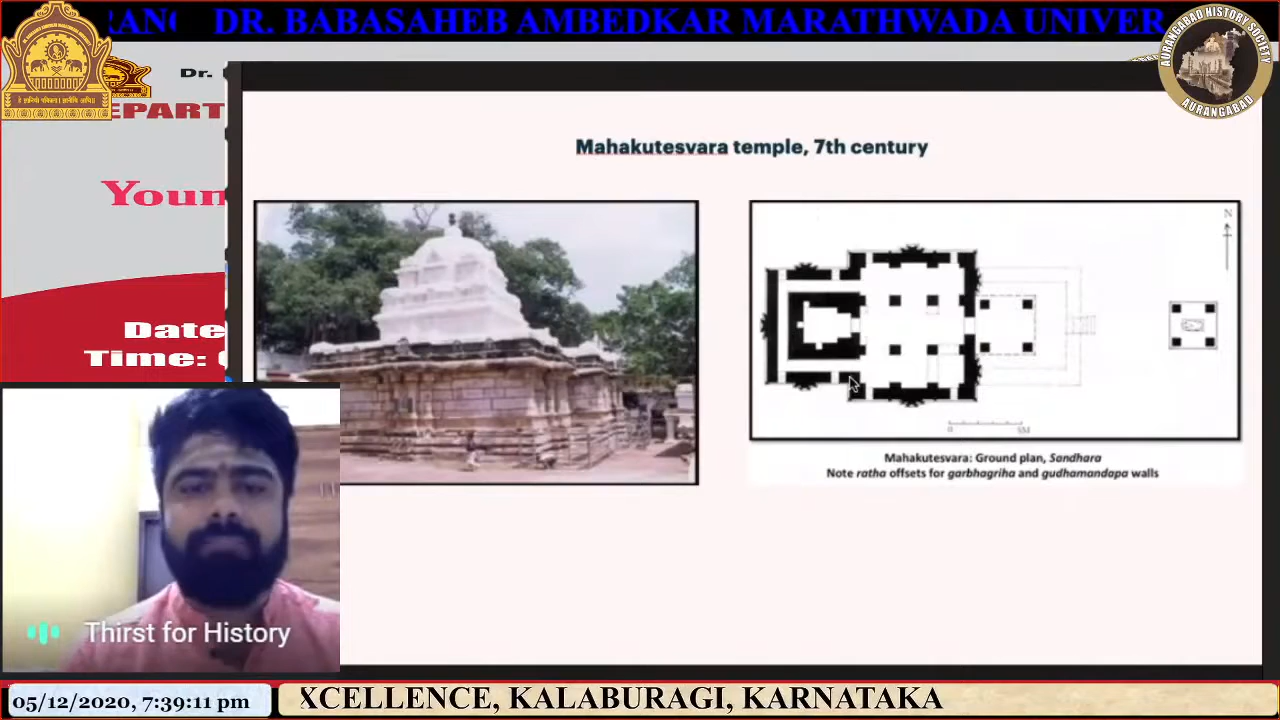 DR. BABASAHEB AMBEDKAR MARATHWADA UNIVER
AURANGABAD HISTORY SOCIETY
AURANGABAD
Dr.
EPART
Youn
Date
Time:
Mahakutesvara temple, 7th century
N
0 5M
Mahakutesvara: Ground plan, Sandhara
Note ratha offsets for garbhagriha and gudhamandapa walls
Thirst for History
05/12/2020, 7:39:11 pm
XCELLENCE, KALABURAGI, KARNATAKA